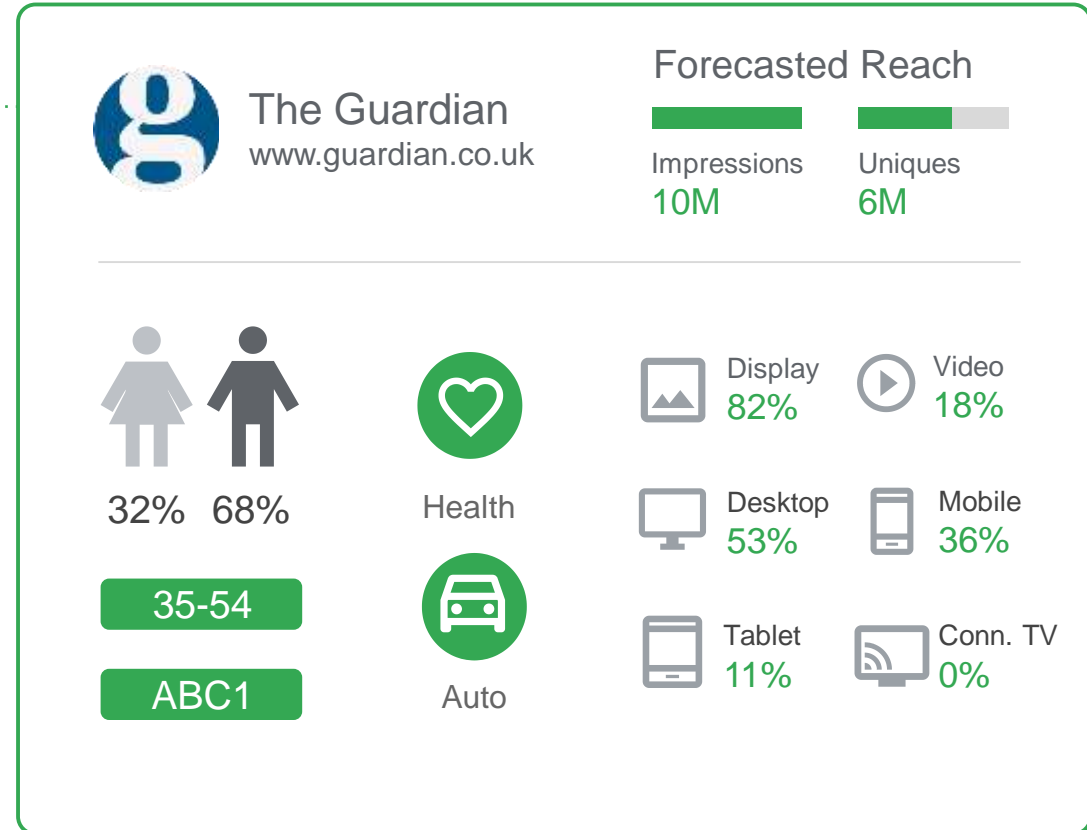 g
The Guardian
www.guardian.co.uk
Forecasted Reach
Impressions
10M
Uniques
6M
32%
68%
35-54
ABC1
Health
Auto
Display
82%
Video
18%
Desktop
53%
Mobile
36%
Tablet
11%
Conn. TV
0%